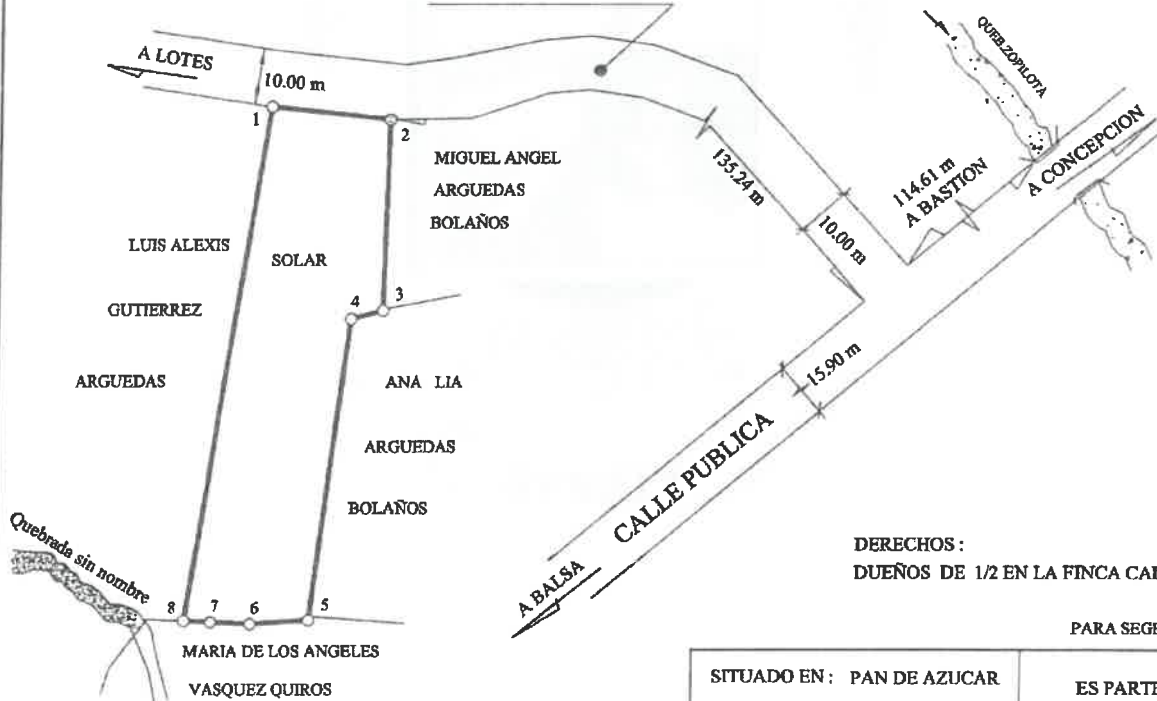 A LOTES
10.00 m
1
2
MIGUEL ANGEL
ARGUEDAS
BOLAÑOS
LUIS ALEXIS
GUTIERREZ
ARGUEDAS
SOLAR
3
4
ANA LIA
ARGUEDAS
BOLAÑOS
135.24 m
10.00 m
114.61 m
A BASTION
A CONCEPCION
QUEB.ZOPILOTA
15.90 m
CALLE PUBLICA
A BALSA
Quebrada sin nombre
8
7
6
5
MARIA DE LOS ANGELES
VASQUEZ QUIROS
DERECHOS :
DUEÑOS DE 1/2 EN LA FINCA
PARA
SITUADO EN : PAN DE AZUCAR
ES PARTE